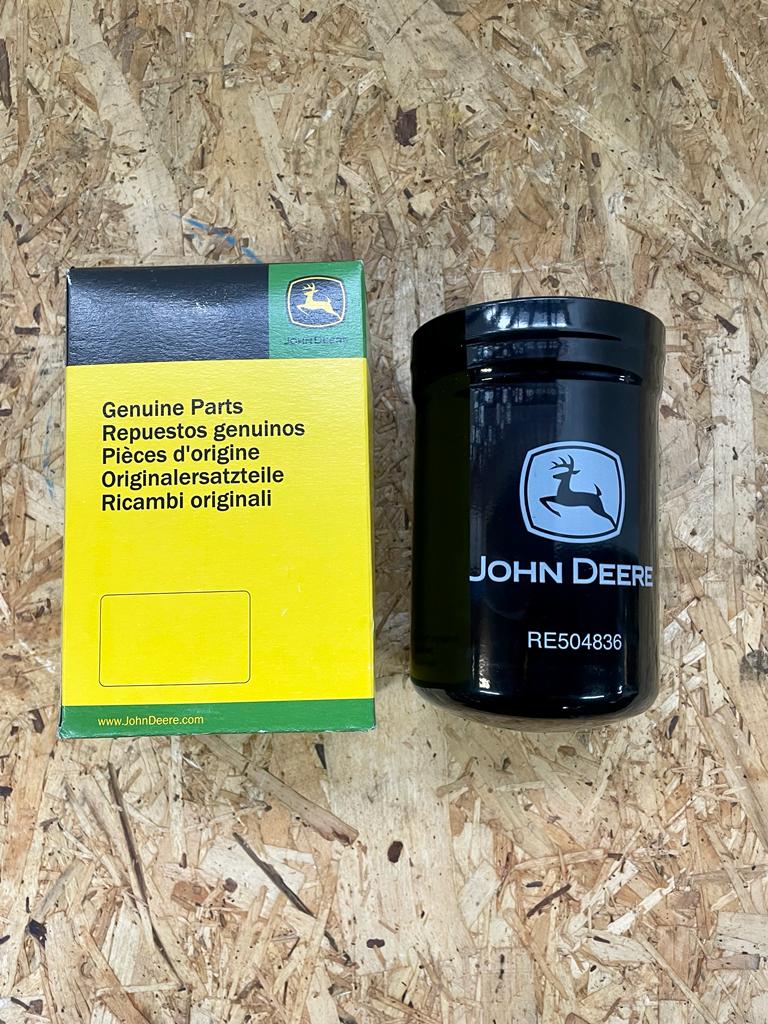 JOHN DEERE
Genuine Parts
Repuestos genuinos
Pièces d'origine
Originalersatzteile
Ricambi originali
www.JohnDeere.com
JOHN DEERE
RE504836